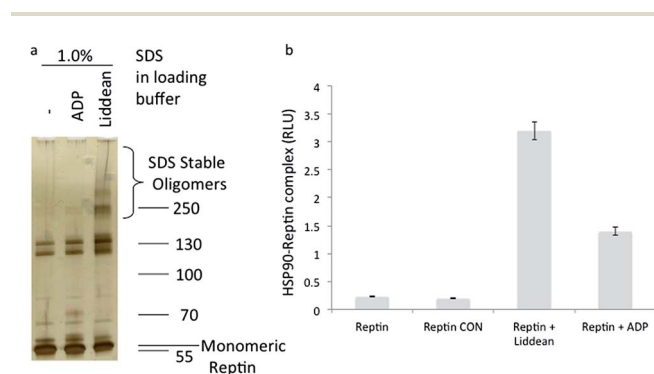 a
1.0%
SDS
in loading
buffer
-
ADP
Liddean
SDS Stable
Oligomers
250
130
100
70
55
Monomeric
Reptin
b
HSP90-Reptin complex (RLU)
4
3.5
3
2.5
2
1.5
1
0.5
0
Reptin
Reptin CON
Reptin +
Liddean
Reptin + ADP